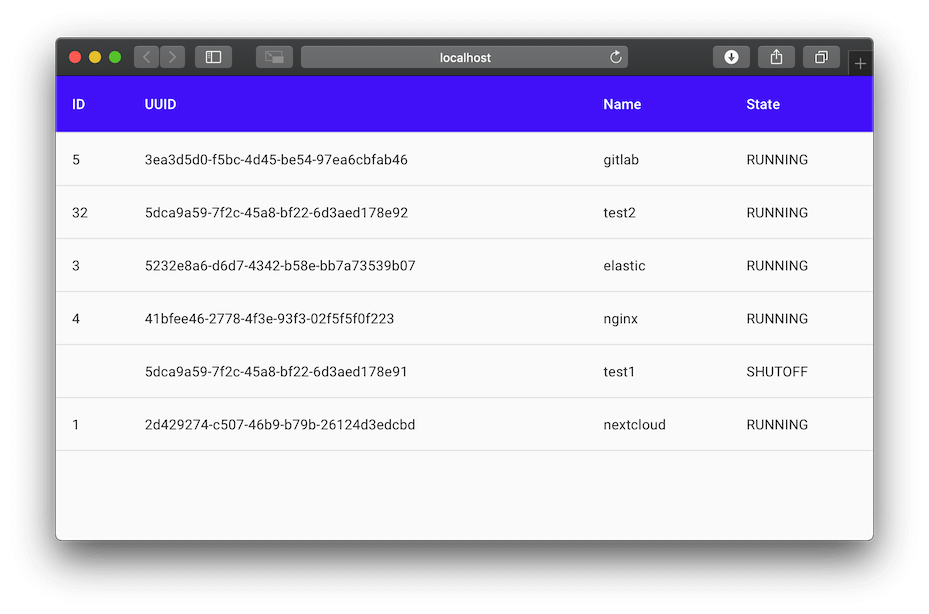 localhost
ID UUID Name State
5 3ea3d5d0-f5bc-4d45-be54-97ea6cbfab46 gitlab RUNNING
32 5dca9a59-7f2c-45a8-bf22-6d3aed178e92 test2 RUNNING
3 5232e8a6-d6d7-4342-b58e-bb7a73539b07 elastic RUNNING
4 41bfee46-2778-4f3e-93f3-02f5f5f0f223 nginx RUNNING
5dca9a59-7f2c-45a8-bf22-6d3aed178e91 test1 SHUTOFF
1 2d429274-c507-46b9-b79b-26124d3edcbd nextcloud RUNNING